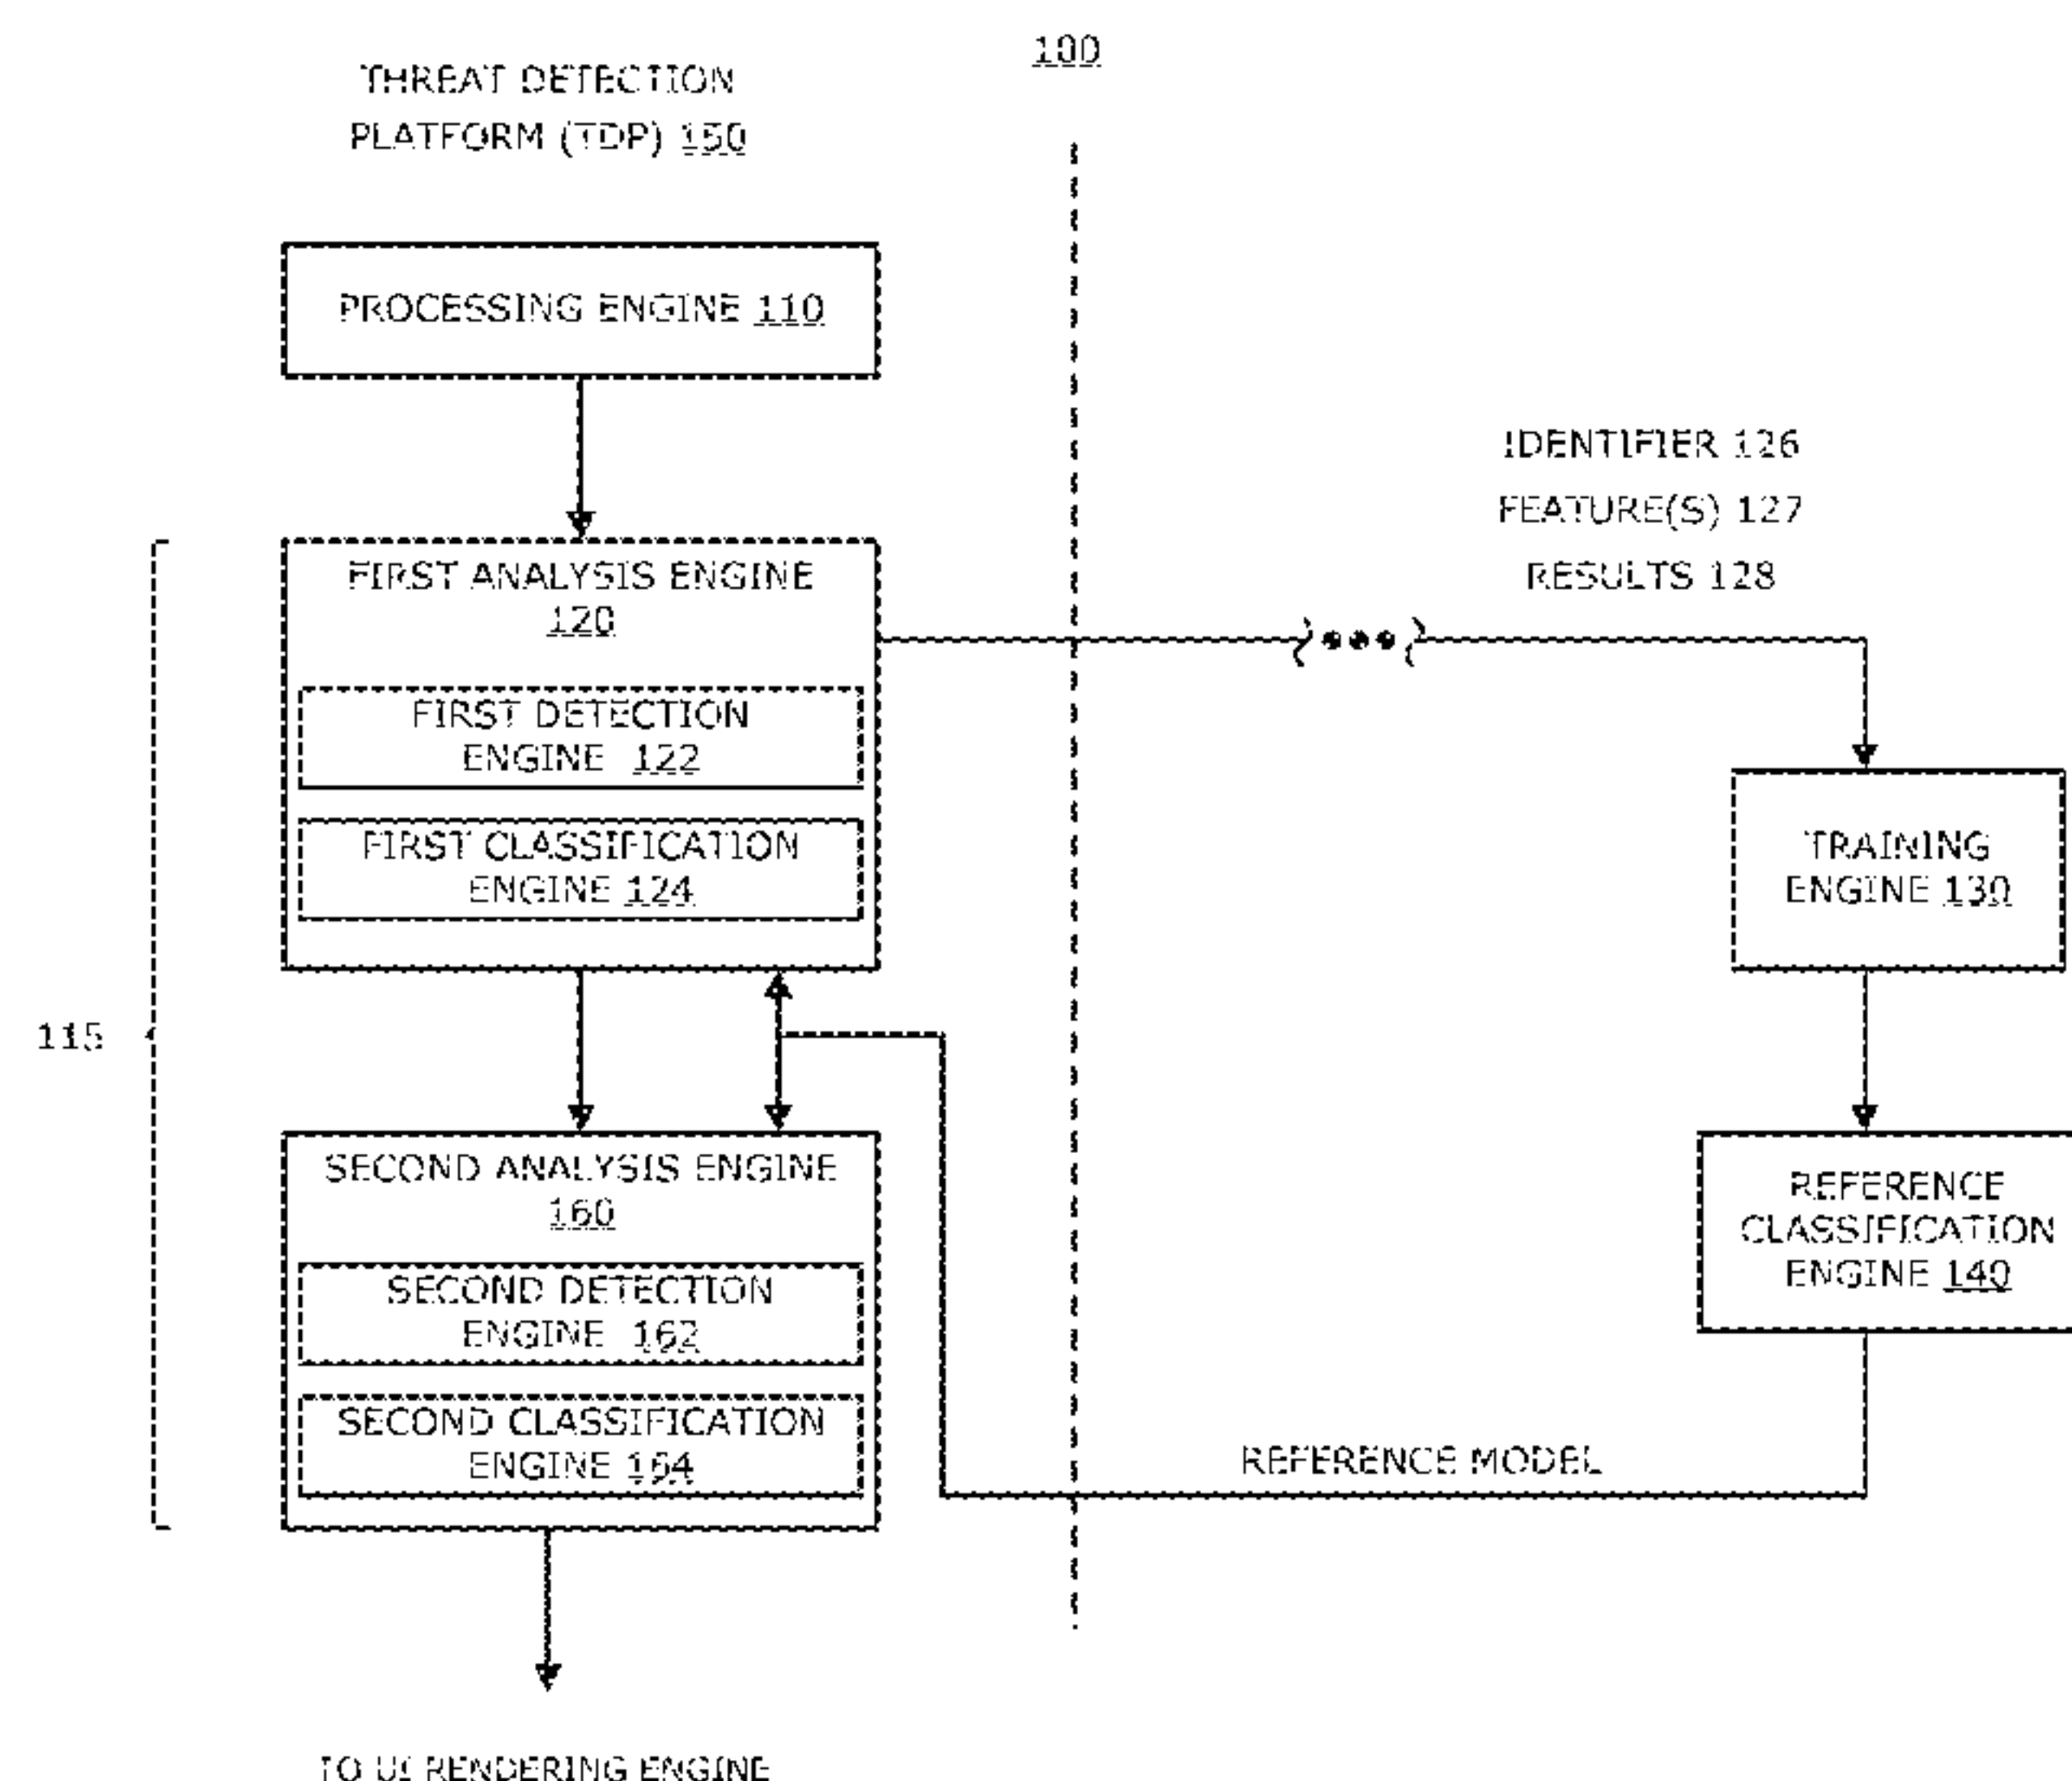 100
THREAT DETECTION
PLATFORM (TDP) 150
PROCESSING ENGINE 110
IDENTIFIER 126
FEATURE(S) 127
RESULTS 128
FIRST ANALYSIS ENGINE
120
FIRST DETECTION
ENGINE 122
FIRST CLASSIFICATION
ENGINE 124
TRAINING
ENGINE 130
115
SECOND ANALYSIS ENGINE
160
SECOND DETECTION
ENGINE 162
SECOND CLASSIFICATION
ENGINE 164
REFERENCE
CLASSIFICATION
ENGINE 140
REFERENCE MODEL
TO UI RENDERING ENGINE